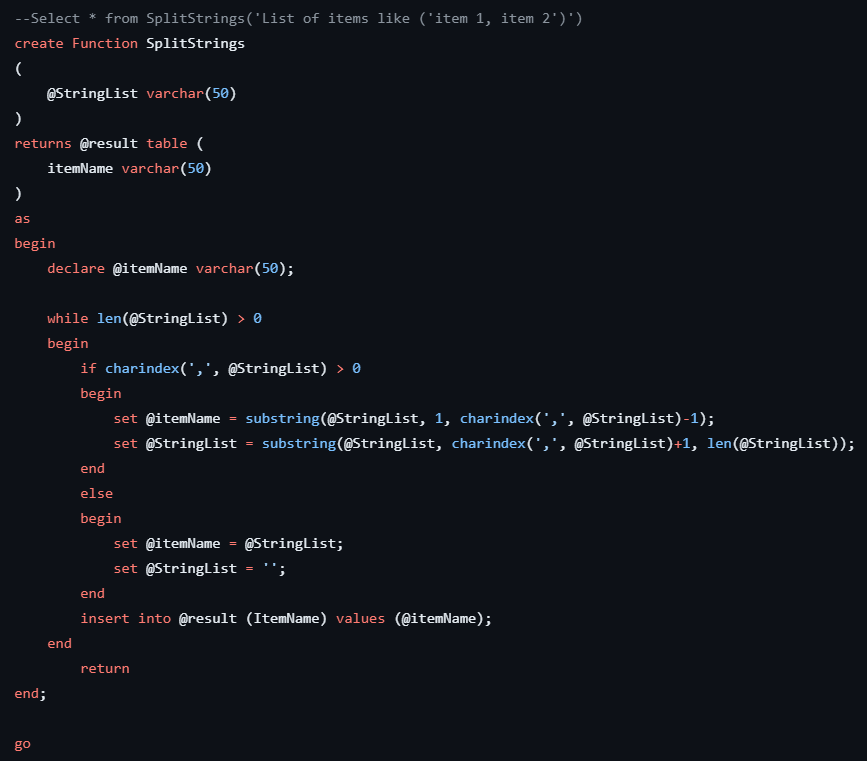 --Select * from SplitStrings('List of items like ('item 1, item 2')')
create Function SplitStrings
(
    @StringList varchar(50)
)
returns @result table (
    itemName varchar(50)
)
as
begin
    declare @itemName varchar(50);

    while len(@StringList) > 0
    begin
        if charindex(',', @StringList) > 0
        begin
            set @itemName = substring(@StringList, 1, charindex(',', @StringList)-1);
            set @StringList = substring(@StringList, charindex(',', @StringList)+1, len(@StringList));
        end
        else
        begin
            set @itemName = @StringList;
            set @StringList = '';
        end
        insert into @result (ItemName) values (@itemName);
    end
        return
end;

go